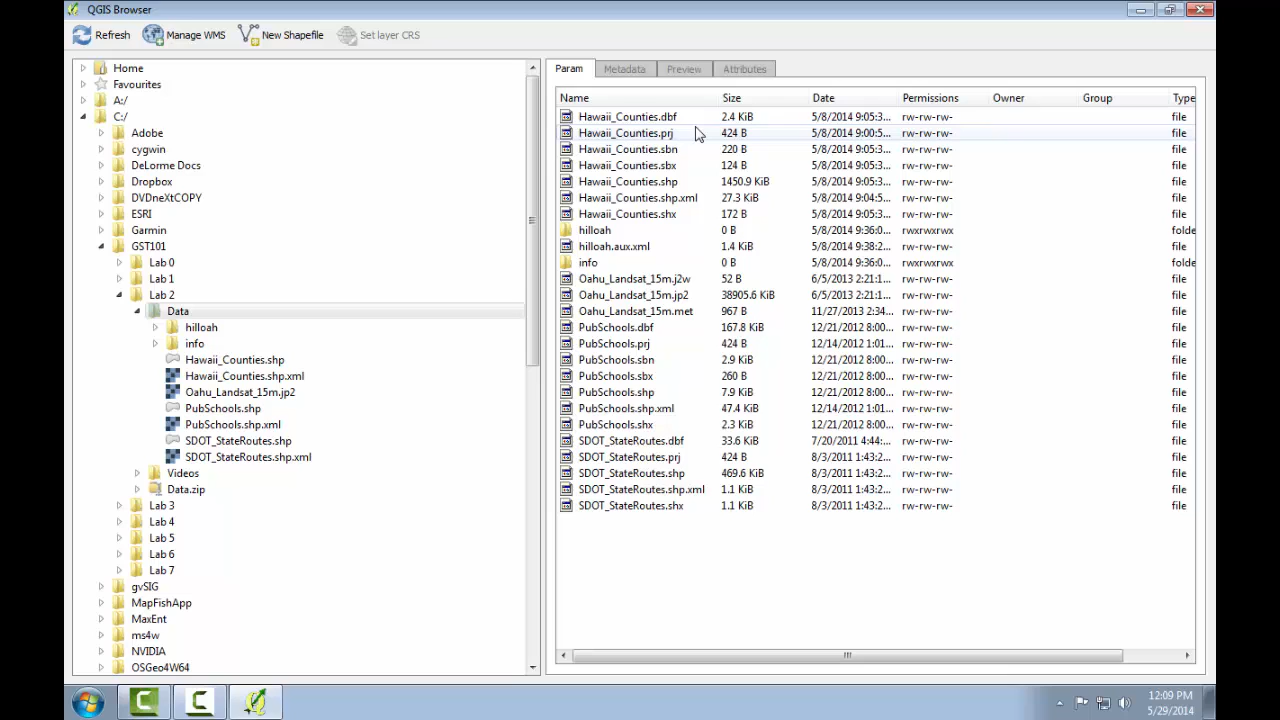 QGIS Browser
Refresh Manage WMS New Shapefile Set layer CRS
Home
Favourites
A:/
C:/
Adobe
cygwin
DeLorme Docs
Dropbox
DVDneXtCOPY
ESRI
Garmin
GST101
Lab 0
Lab 1
Lab 2
Data
hilloah
info
Hawaii_Counties.shp
Hawaii_Counties.shp.xml
Oahu_Landsat_15m.jp2
PubSchools.shp
PubSchools.shp.xml
SDOT_StateRoutes.shp
SDOT_StateRoutes.shp.xml
Videos
Data.zip
Lab 3
Lab 4
Lab 5
Lab 6
Lab 7
gvSIG
MapFishApp
MaxEnt
ms4w
NVIDIA
OSGeo4W64
Param Metadata Preview Attributes
Name Size Date Permissions Owner Group Type
Hawaii_Counties.dbf 2.4 KiB 5/8/2014 9:05:3... rw-rw-rw- file
Hawaii_Counties.prj 424 B 5/8/2014 9:00:5... rw-rw-rw- file
Hawaii_Counties.sbn 220 B 5/8/2014 9:05:3... rw-rw-rw- file
Hawaii_Counties.sbx 124 B 5/8/2014 9:05:3... rw-rw-rw- file
Hawaii_Counties.shp 1450.9 KiB 5/8/2014 9:05:3... rw-rw-rw- file
Hawaii_Counties.shp.xml 27.3 KiB 5/8/2014 9:04:5... rw-rw-rw- file
Hawaii_Counties.shx 172 B 5/8/2014 9:05:3... rw-rw-rw- file
hilloah 0 B 5/8/2014 9:36:0... rwxrwxrwx folde
hilloah.aux.xml 1.4 KiB 5/8/2014 9:38:2... rw-rw-rw- file
info 0 B 5/8/2014 9:36:0... rwxrwxrwx folde
Oahu_Landsat_15m.j2w 52 B 6/5/2013 2:21:1... rw-rw-rw- file
Oahu_Landsat_15m.jp2 38905.6 KiB 6/5/2013 2:21:1... rw-rw-rw- file
Oahu_Landsat_15m.met 967 B 11/27/2013 2:34... rw-rw-rw- file
PubSchools.dbf 167.8 KiB 12/21/2012 8:00... rw-rw-rw- file
PubSchools.prj 424 B 12/14/2012 1:01... rw-rw-rw- file
PubSchools.sbn 2.9 KiB 12/21/2012 8:00... rw-rw-rw- file
PubSchools.sbx 260 B 12/21/2012 8:00... rw-rw-rw- file
PubSchools.shp 7.9 KiB 12/21/2012 8:00... rw-rw-rw- file
PubSchools.shp.xml 47.4 KiB 12/14/2012 1:01... rw-rw-rw- file
PubSchools.shx 2.3 KiB 12/21/2012 8:00... rw-rw-rw- file
SDOT_StateRoutes.dbf 33.6 KiB 7/20/2011 4:44:... rw-rw-rw- file
SDOT_StateRoutes.prj 424 B 8/3/2011 1:43:2... rw-rw-rw- file
SDOT_StateRoutes.shp 469.6 KiB 8/3/2011 1:43:2... rw-rw-rw- file
SDOT_StateRoutes.shp.xml 1.1 KiB 8/3/2011 1:43:2... rw-rw-rw- file
SDOT_StateRoutes.shx 1.1 KiB 8/3/2011 1:43:2... rw-rw-rw- file
12:09 PM
5/29/2014